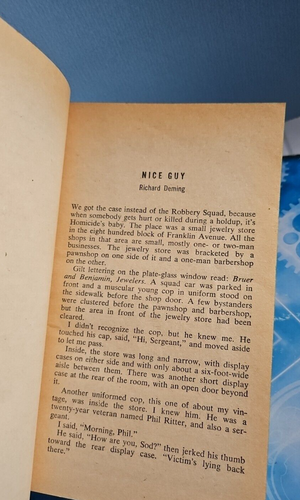 NICE GUY
Richard Deming
We got the case instead of the Robbery Squad, because
when somebody gets hurt or killed during a holdup, it's
Homicide's baby. The place was a small jewelry store
in the eight hundred block of Franklin Avenue. All the
shops in that area are small, mostly one- or two-man
businesses. The jewelry store was bracketed by a
pawnshop on one side of it and a one-man barbershop
on the other.
Gilt lettering on the plate-glass window read: Bruer
and Benjamin, Jewelers. A squad car was parked in
front and a muscular young cop in uniform stood on
the sidewalk before the shop door. A few bystanders
were clustered before the pawnshop and barbershop,
but the area in front of the jewelry store had been
cleared.
I didn't recognize the cop, but he knew me. He
touched his cap, said, "Hi, Sergeant," and moved aside
to let me pass.
Inside, the store was long and narrow, with display
cases on either side and with only about a six-foot-wide
aisle between them. There was another short display
case at the rear of the room, with an open door beyond
it.
Another uniformed cop, this one of about my vin-
tage, was inside the store. I knew him. He was a
twenty-year veteran named Phil Ritter, and also a ser-
geant.
I said, "Morning, Phil."
He said, "How are you, Sod?" then jerked his thumb
toward the rear display case. "Victim's lying back
there."